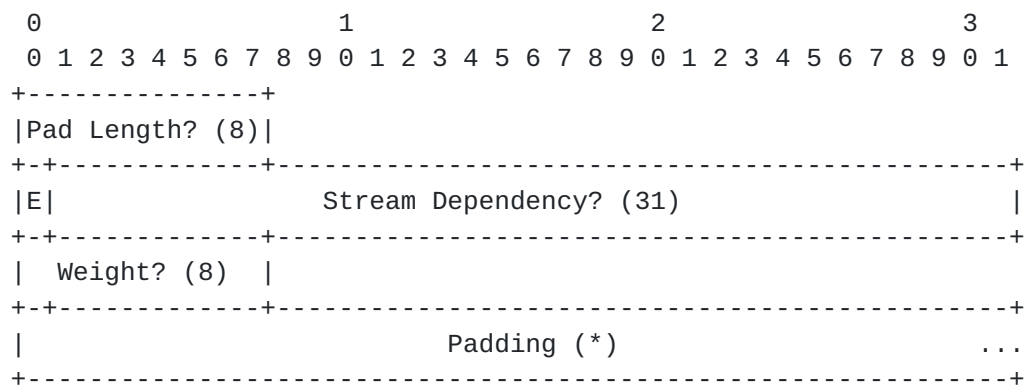 0                   1                   2                   3
 0 1 2 3 4 5 6 7 8 9 0 1 2 3 4 5 6 7 8 9 0 1 2 3 4 5 6 7 8 9 0 1
+---------------+
|Pad Length? (8)|
+-+-------------+-----------------------------------------------+
|E|                 Stream Dependency? (31)                     |
+-+-------------+-----------------------------------------------+
|  Weight? (8)  |
+-+-------------+-----------------------------------------------+
|                           Padding (*)                       ...
+---------------------------------------------------------------+